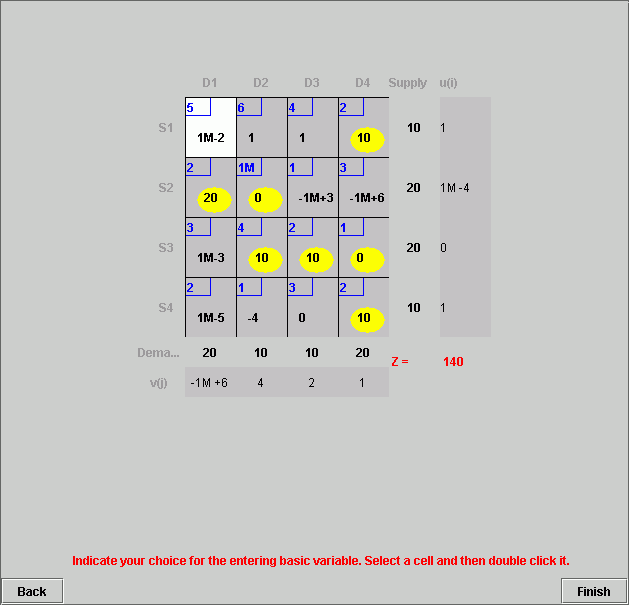 D1 D2 D3 D4 Supply u(i)
5 6 4 2
S1 1M-2 1 1 10 10 1
2 1M 1 3
S2 20 0 -1M+3 -1M+6 20 1M -4
3 4 2 1
S3 1M-3 10 10 0 20 0
2 1 3 2
S4 1M-5 -4 0 10 10 1
Dema... 20 10 10 20 Z = 140
v(j) -1M +6 4 2 1
Indicate your choice for the entering basic variable. Select a cell and then double click it.
Back Finish